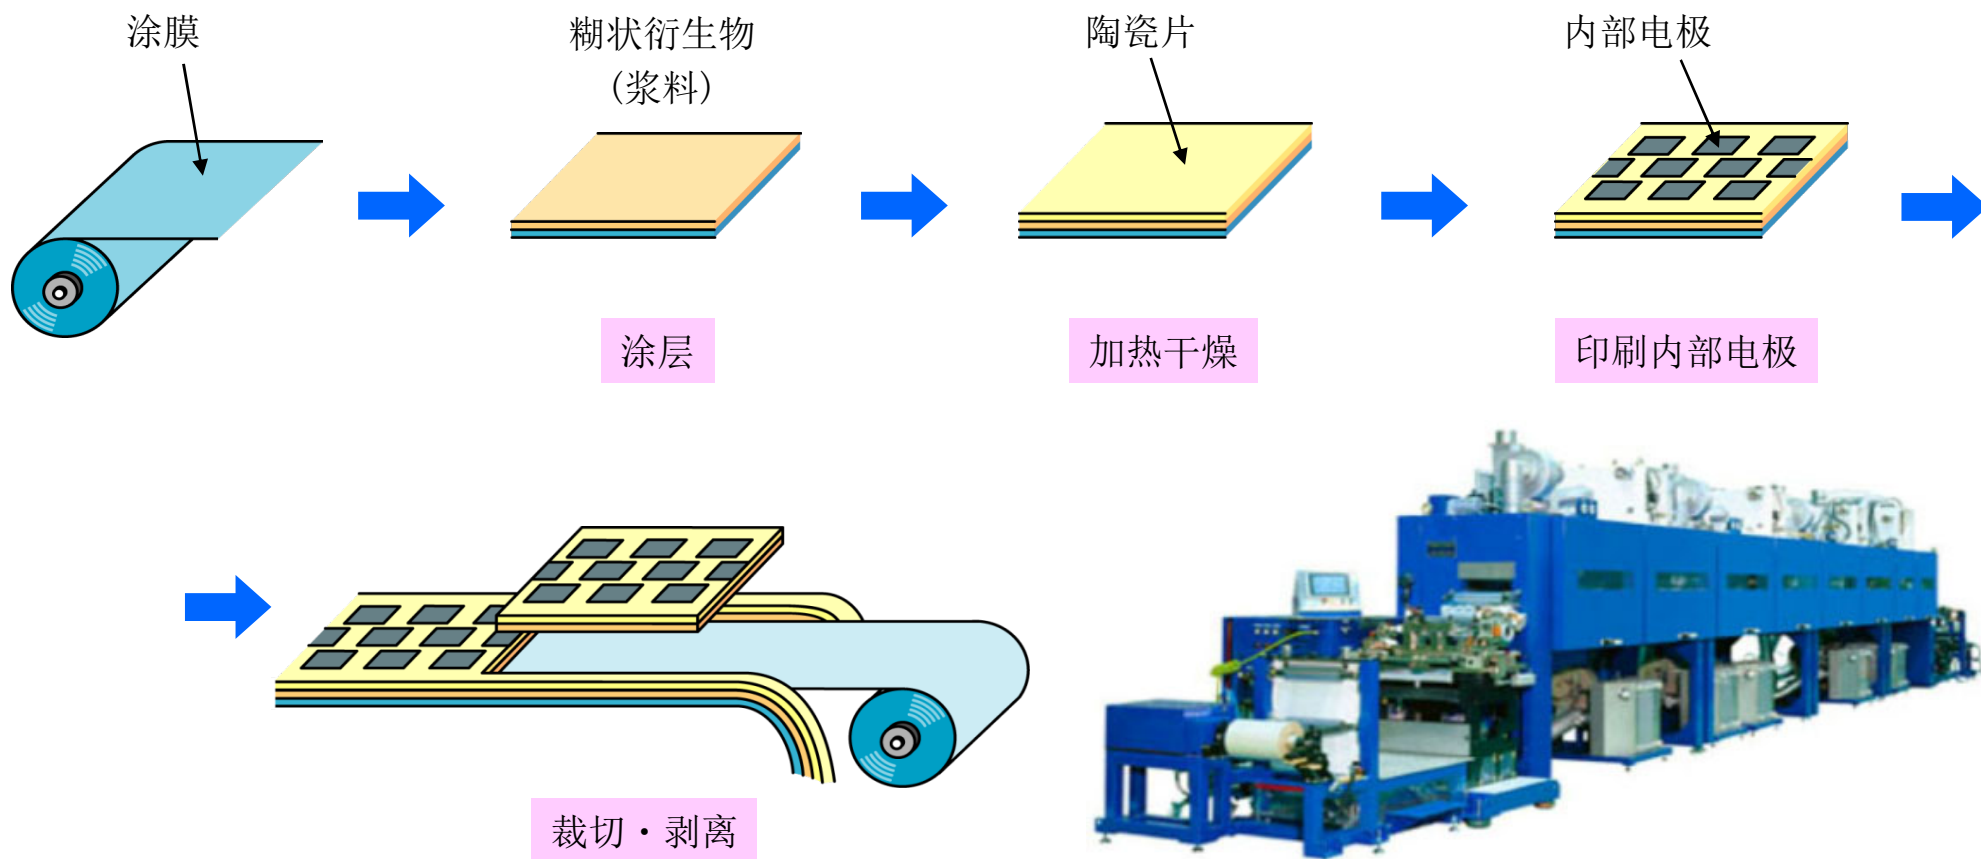 涂膜
糊状衍生物
(浆料)
陶瓷片
内部电极
涂层
加热干燥
印刷内部电极
裁切・剥离